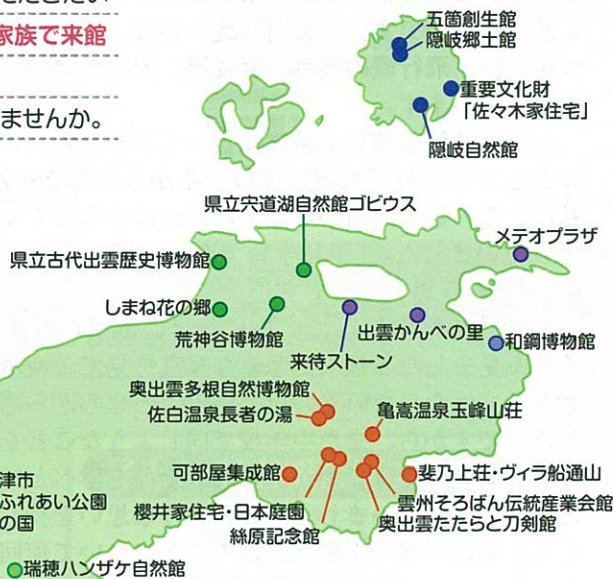 家族で来館
ませんか。
五箇創生館
隠岐郷土館
重要文化財
「佐々木家住宅」
隠岐自然館
県立宍道湖自然館ゴビウス
メテオプラザ
県立古代出雲歴史博物館
しまね花の郷
荒神谷博物館
出雲かんべの里
来待ストーン
和鋼博物館
奥出雲多根自然博物館
佐白温泉長者の湯
亀嵩温泉玉峰山荘
可部屋集成館
斐乃上荘・ヴィラ船通山
櫻井家住宅・日本庭園
雲州そろばん伝統産業会館
奥出雲たたらと刀剣館
絲原記念館
津市
ふれあい公園
の国
瑞穂ハンザケ自然館